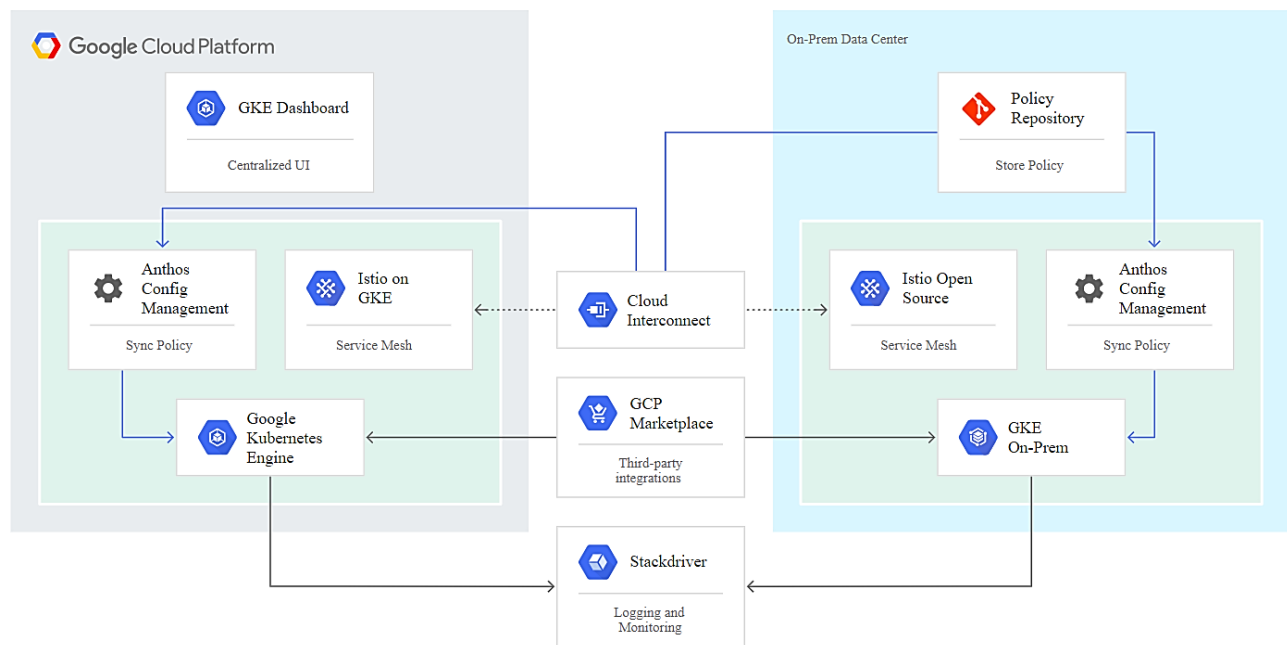 Google Cloud Platform
GKE Dashboard
Centralized UI
Anthos
Config
Management
Sync Policy
Istio on
GKE
Service Mesh
Google
Kubernetes
Engine
Cloud
Interconnect
GCP
Marketplace
Third-party
integrations
Stackdriver
Logging and
Monitoring
On-Prem Data Center
Policy
Repository
Store Policy
Istio Open
Source
Service Mesh
Anthos
Config
Management
Sync Policy
GKE
On-Prem